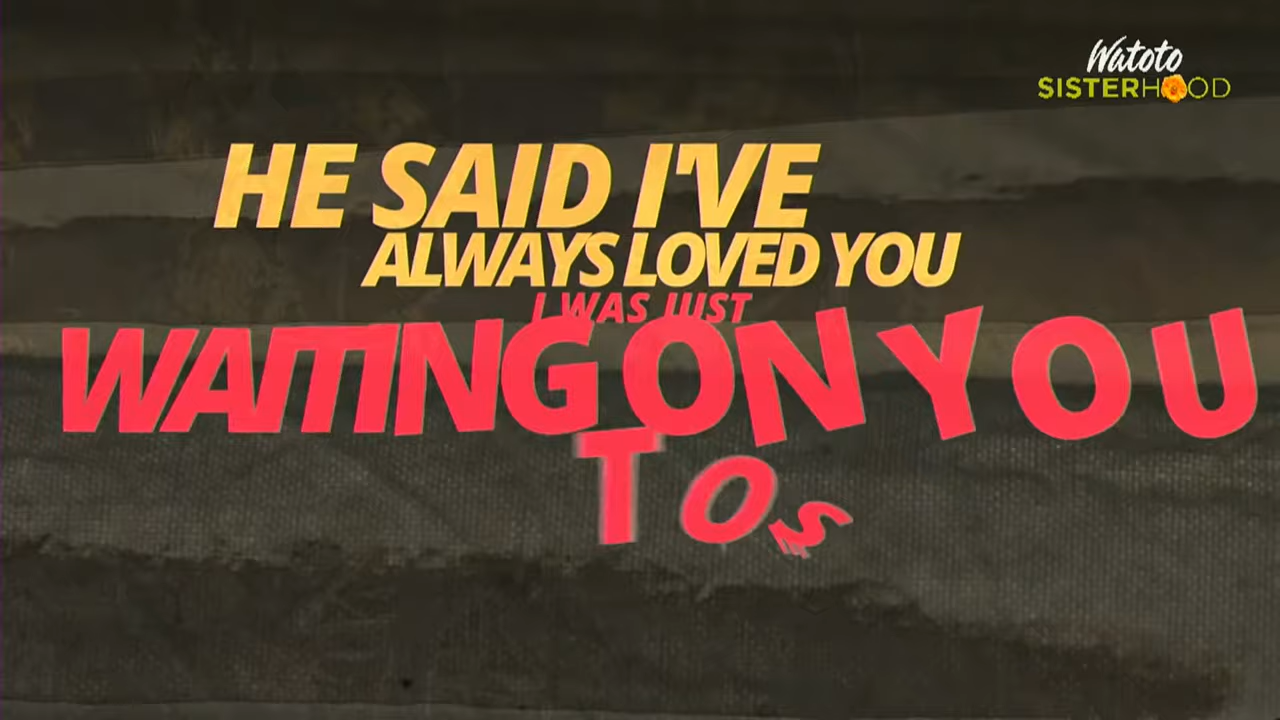 Watoto
SISTERHOOD
HE SAID I'VE
ALWAYS LOVED YOU
I WAS JUST
WAITING ON YOU
TO S